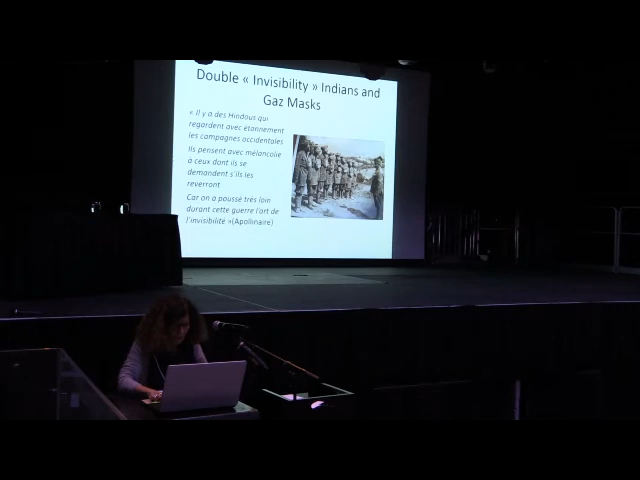 Double « Invisibility » Indians and
Gaz Masks
« Il y a des Hindous qui
regardent avec étannement
les campagnes occidentales
Ils pensent avec mélancolie
à ceux dont ils se
demandent s'ils les
reverront
Car on a poussé très loin
durant cette guerre l'art de
l'invisibilité »(Apollinaire)